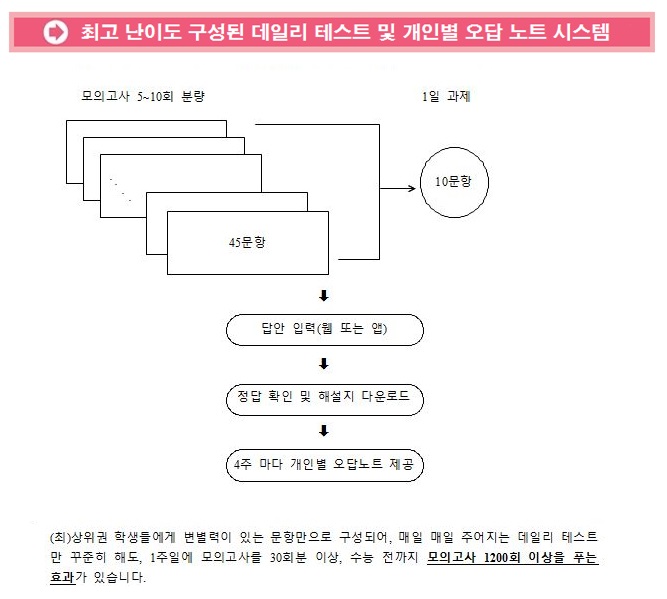 최고 난이도 구성된 데일리 테스트 및 개인별 오답 노트 시스템
모의고사 5~10회 분량
1일 과제
10문항
45문항
답안 입력(웹 또는 앱)
정답 확인 및 해설지 다운로드
4주 마다 개인별 오답노트 제공
(최)상위권 학생들에게 변별력이 있는 문항만으로 구성되어, 매일 매일 주어지는 데일리 테스트
만 꾸준히 해도, 1주일에 모의고사를 30회분 이상, 수능 전까지 모의고사 1200회 이상을 푸는
효과가 있습니다.